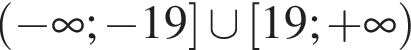 (−∞; −19] ∪ [19; +∞)